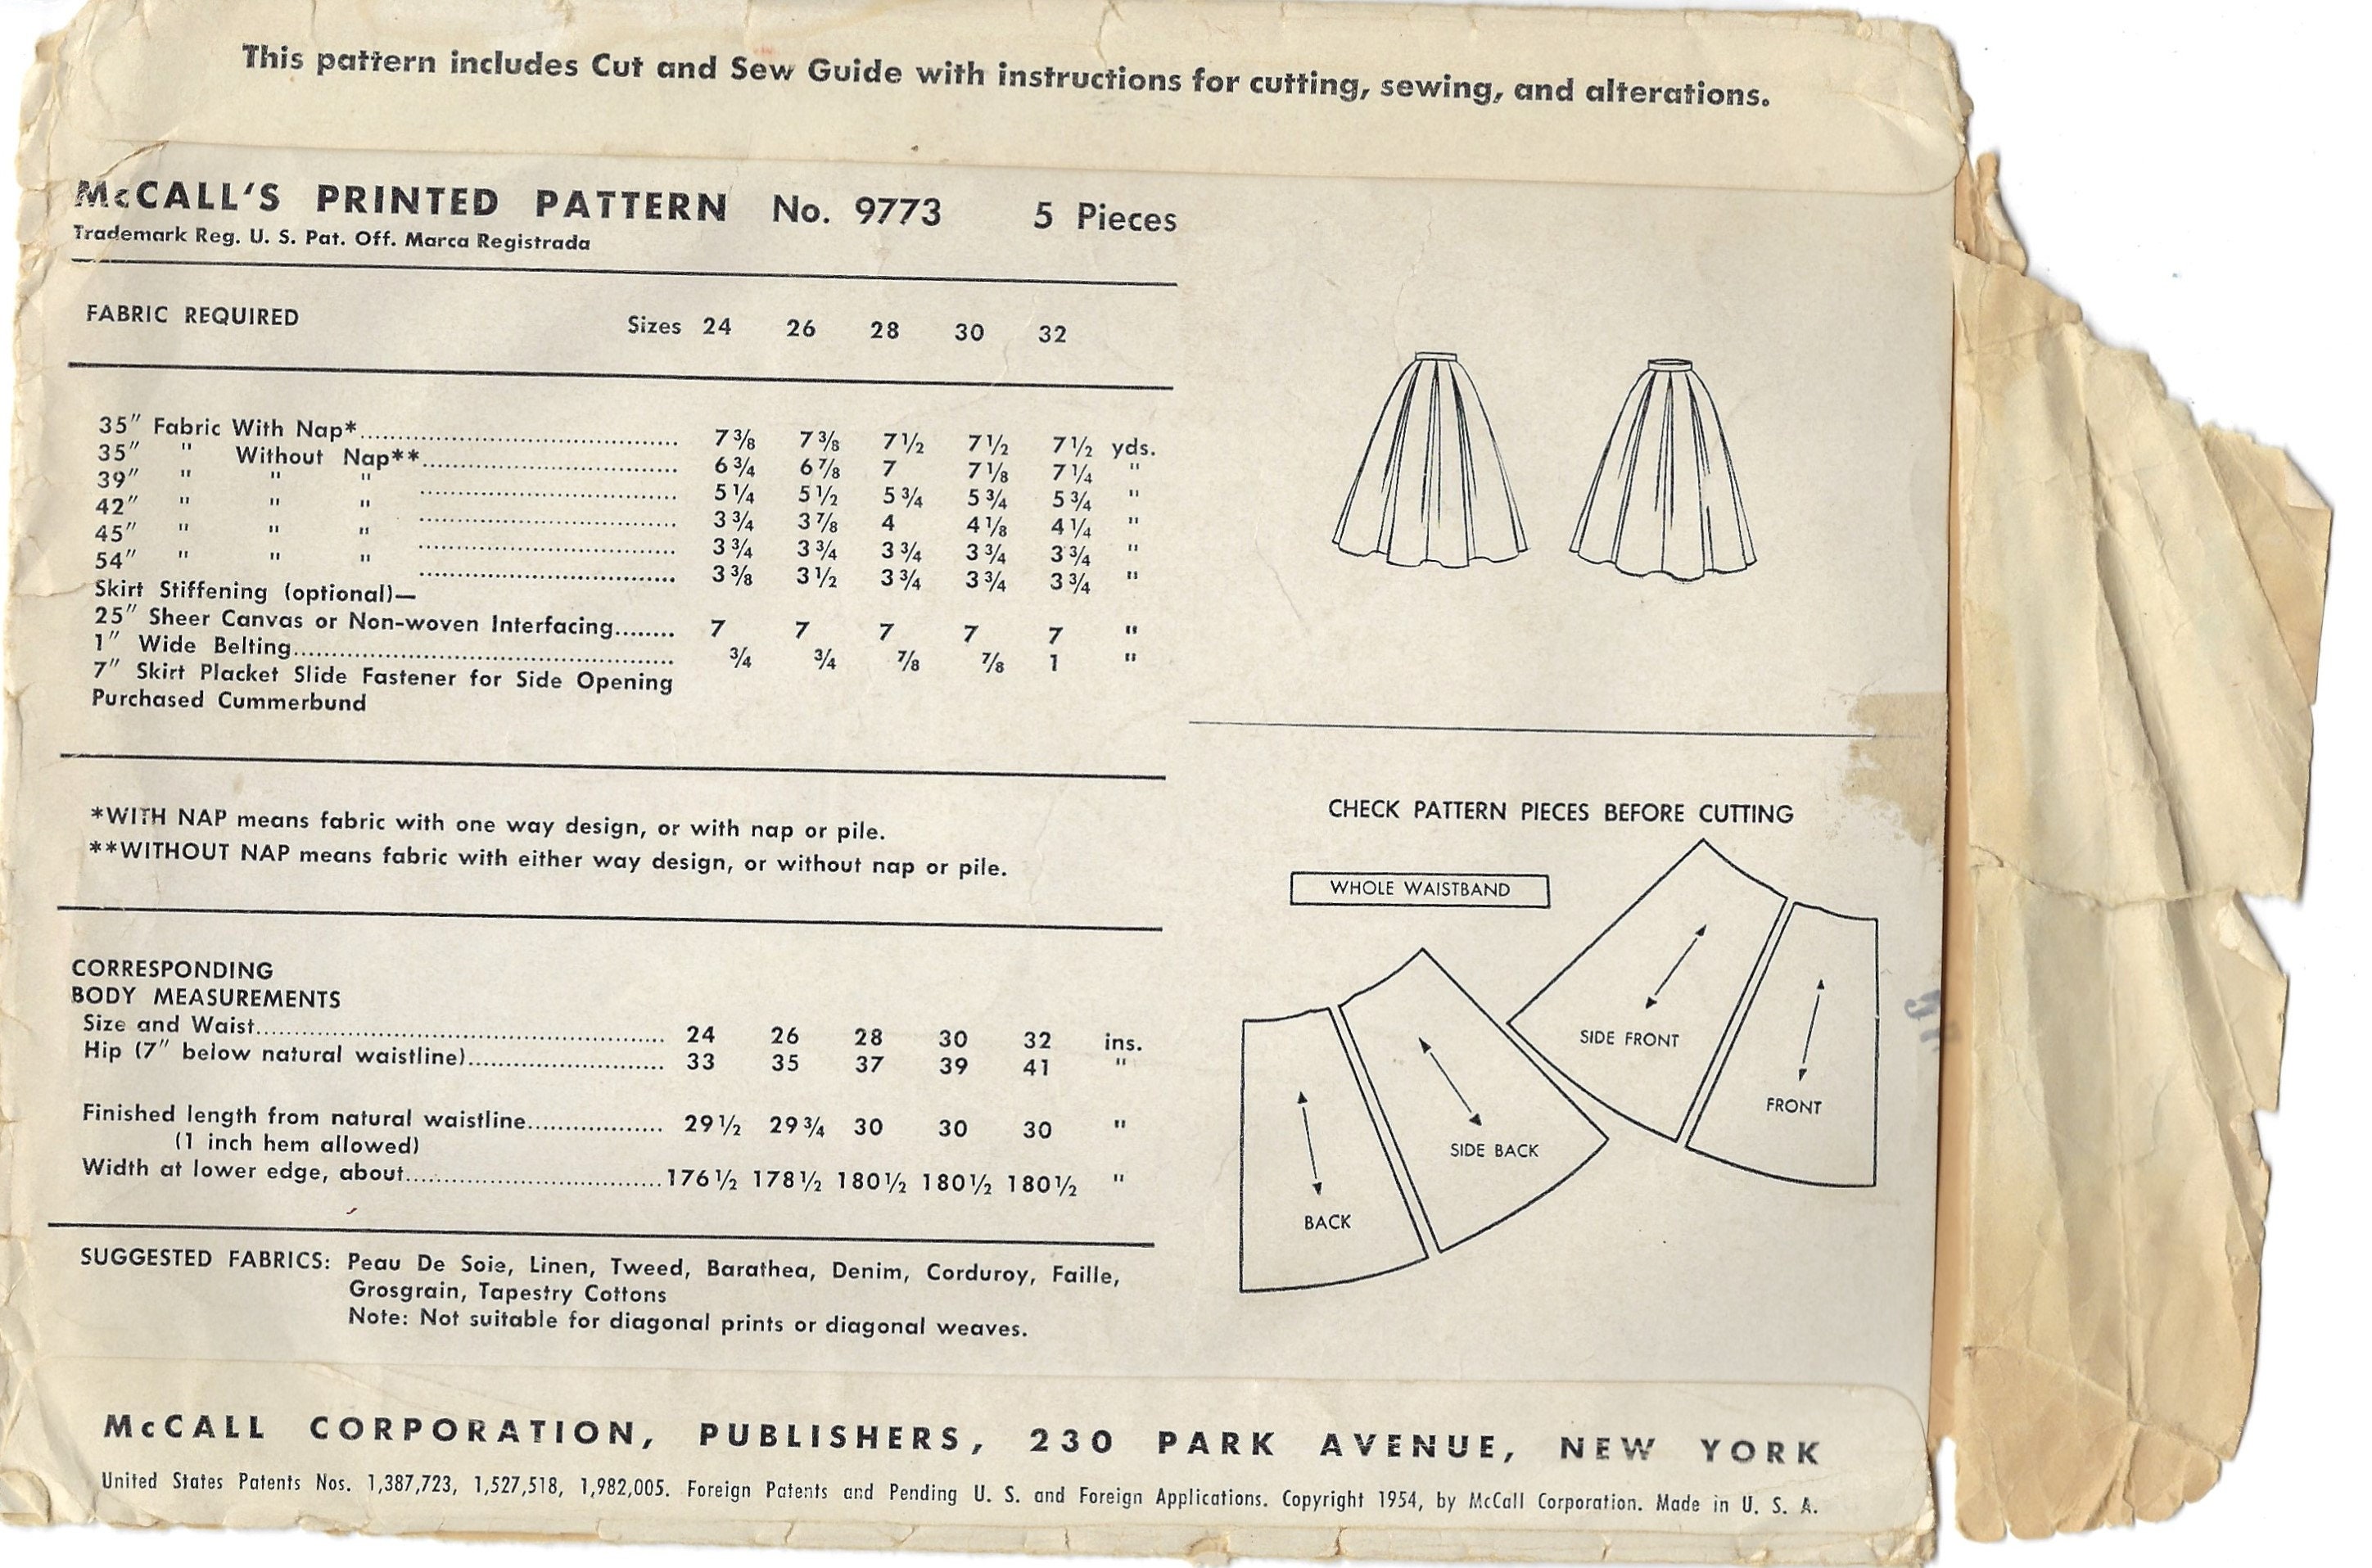 This pattern includes Cut and Sew Guide with instructions for cutting, sewing, and alterations.
McCALL'S PRINTED PATTERN No. 9773 5 Pieces
Trademark Reg. U. S. Pat. Off. Marca Registrada
FABRIC REQUIRED Sizes 24 26 28 30 32
35" Fabric With Nap*........ 7 3/8 7 3/8 7 1/2 7 1/2 7 1/2 yds.
35" " Without Nap**........ 6 3/4 6 7/8 7 7 1/8 7 1/4 "
39" " " " ........ 5 1/4 5 1/2 5 3/4 5 3/4 5 3/4 "
42" " " " ........ 3 3/4 3 7/8 4 4 1/8 4 1/4 "
45" " " " ........ 3 3/4 3 3/4 3 3/4 3 3/4 3 3/4 "
54" " " " ........ 3 3/8 3 1/2 3 3/4 3 3/4 3 3/4 "
Skirt Stiffening (optional)—
25" Sheer Canvas or Non-woven Interfacing........ 7 7 7 7 7 "
1" Wide Belting........ 3/4 3/4 7/8 7/8 1 "
7" Skirt Placket Slide Fastener for Side Opening
Purchased Cummerbund
*WITH NAP means fabric with one way design, or with nap or pile.
**WITHOUT NAP means fabric with either way design, or without nap or pile.
CORRESPONDING
BODY MEASUREMENTS
Size and Waist........ 24 26 28 30 32 ins.
Hip (7" below natural waistline)........ 33 35 37 39 41 "
Finished length from natural waistline........ 29 1/2 29 3/4 30 30 30 "
(1 inch hem allowed)
Width at lower edge, about........ 176 1/2 178 1/2 180 1/2 180 1/2 180 1/2 "
SUGGESTED FABRICS: Peau De Soie, Linen, Tweed, Barathea, Denim, Corduroy, Faille,
Grosgrain, Tapestry Cottons
Note: Not suitable for diagonal prints or diagonal weaves.
CHECK PATTERN PIECES BEFORE CUTTING
WHOLE WAISTBAND
SIDE FRONT
FRONT
SIDE BACK
BACK
McCALL CORPORATION, PUBLISHERS, 230 PARK AVENUE, NEW YORK
United States Patents Nos. 1,387,723, 1,527,518, 1,982,005. Foreign Patents and Pending U. S. and Foreign Applications. Copyright 1954, by McCall Corporation. Made in U. S. A.